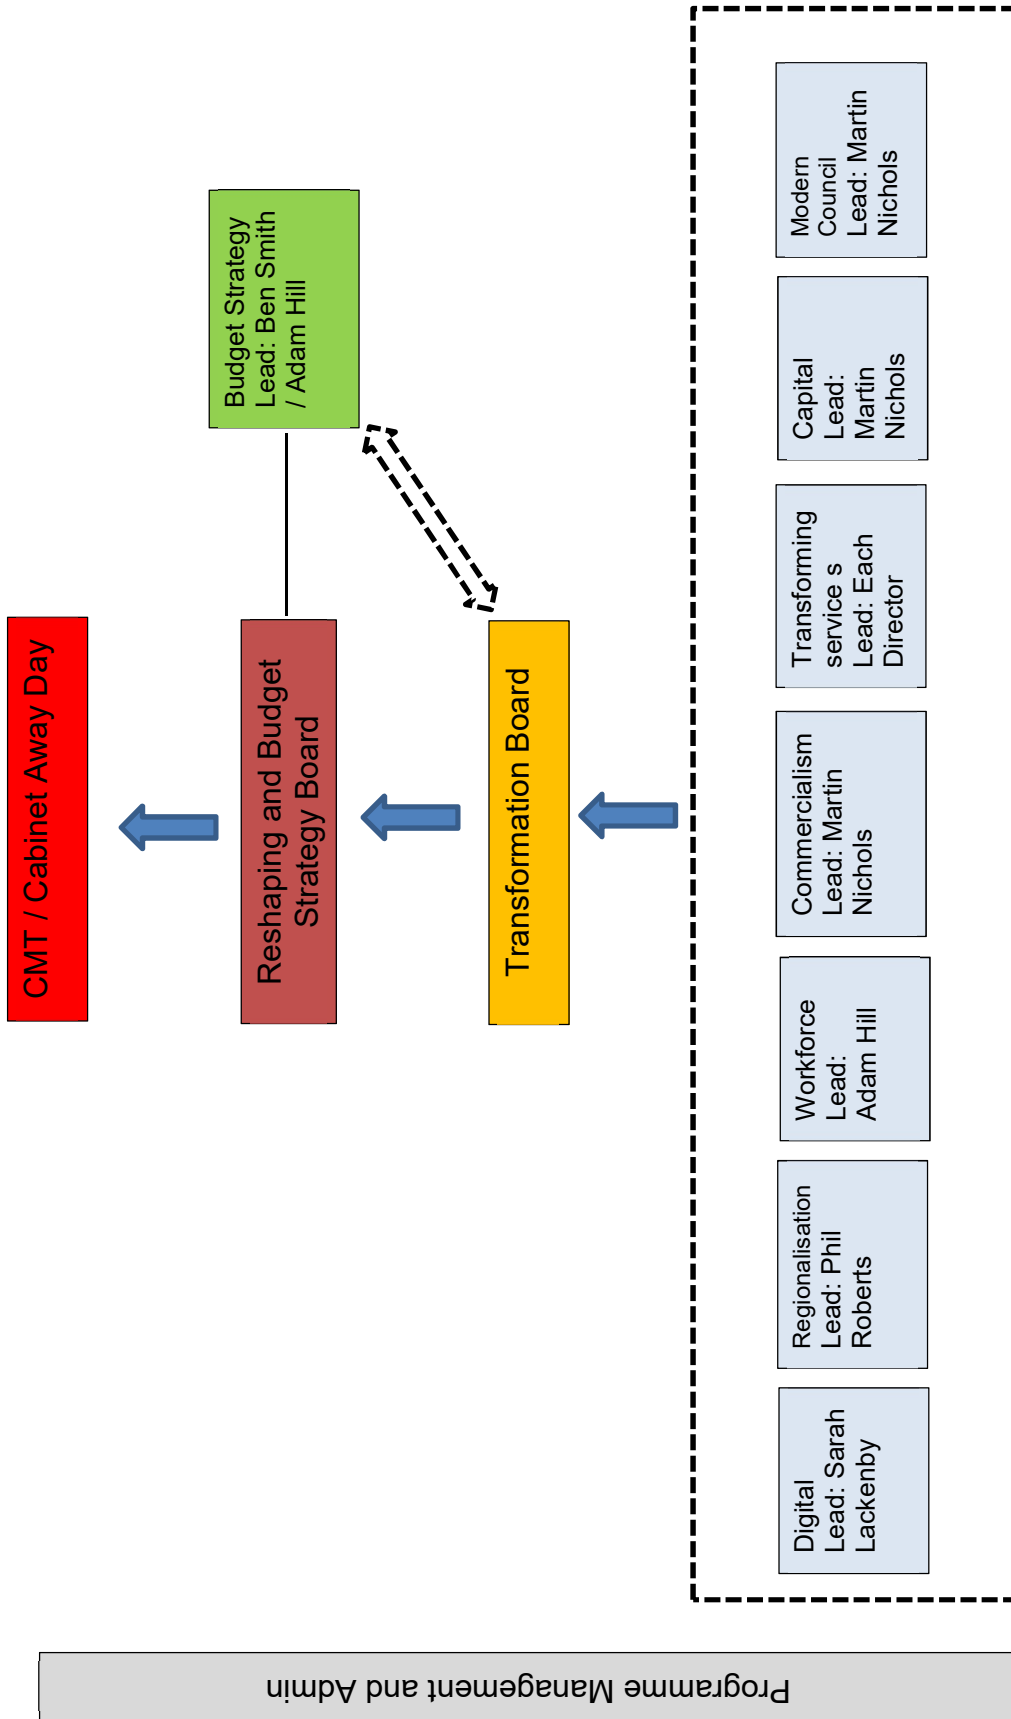 CMT / Cabinet Away Day
Reshaping and Budget
Strategy Board
Budget Strategy
Lead: Ben Smith
/ Adam Hill
Transformation Board
Digital
Lead: Sarah
Lackenby
Regionalisation
Lead: Phil
Roberts
Workforce
Lead:
Adam Hill
Commercialism
Lead: Martin
Nichols
Transforming
service s
Lead: Each
Director
Capital
Lead:
Martin
Nichols
Modern
Council
Lead: Martin
Nichols
Programme Management and Admin